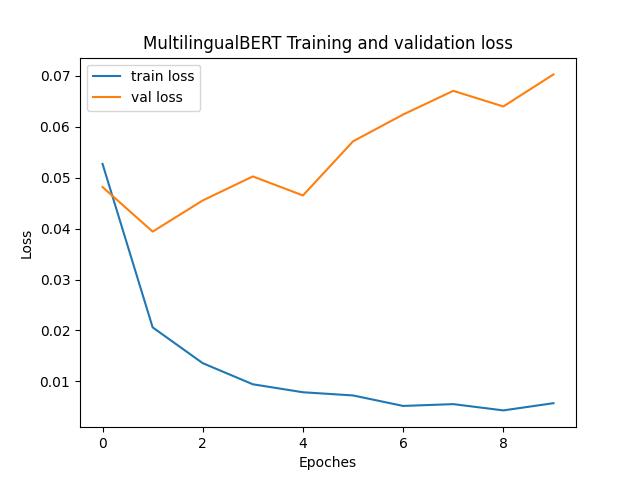 MultilingualBERT Training and validation loss
train loss
val loss
0.07
0.06
0.05
0.04
0.03
0.02
0.01
Loss
0 2 4 6 8
Epoches